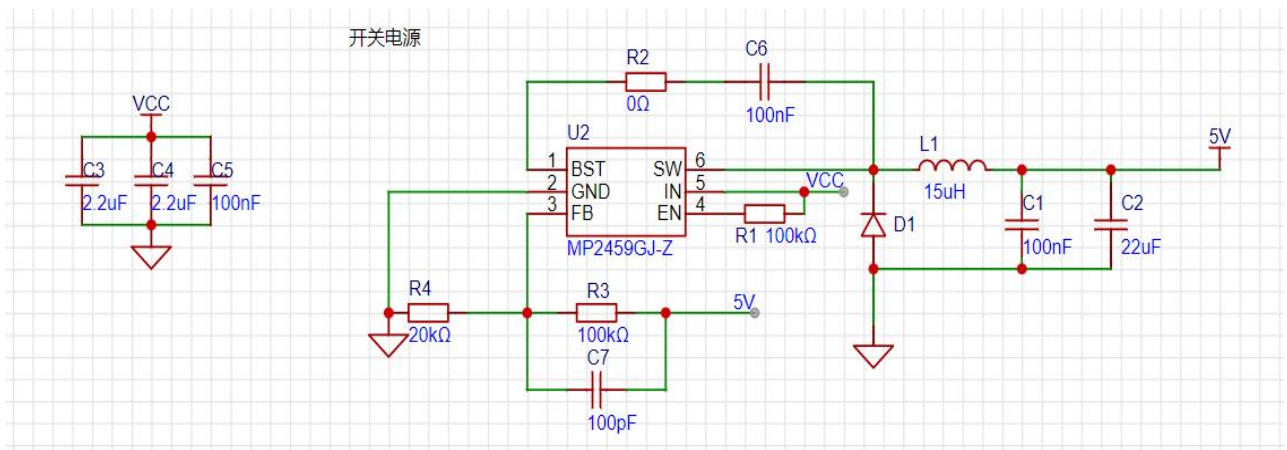 开关电源
VCC
C3
2.2uF
C4
2.2uF
C5
100nF
R2
0Ω
C6
100nF
U2
1 BST SW 6
2 GND IN 5
3 FB EN 4
MP2459GJ-Z
VCC
R1 100kΩ
L1
15uH
5V
D1
C1
100nF
C2
22uF
R4
20kΩ
R3
100kΩ
5V
C7
100pF